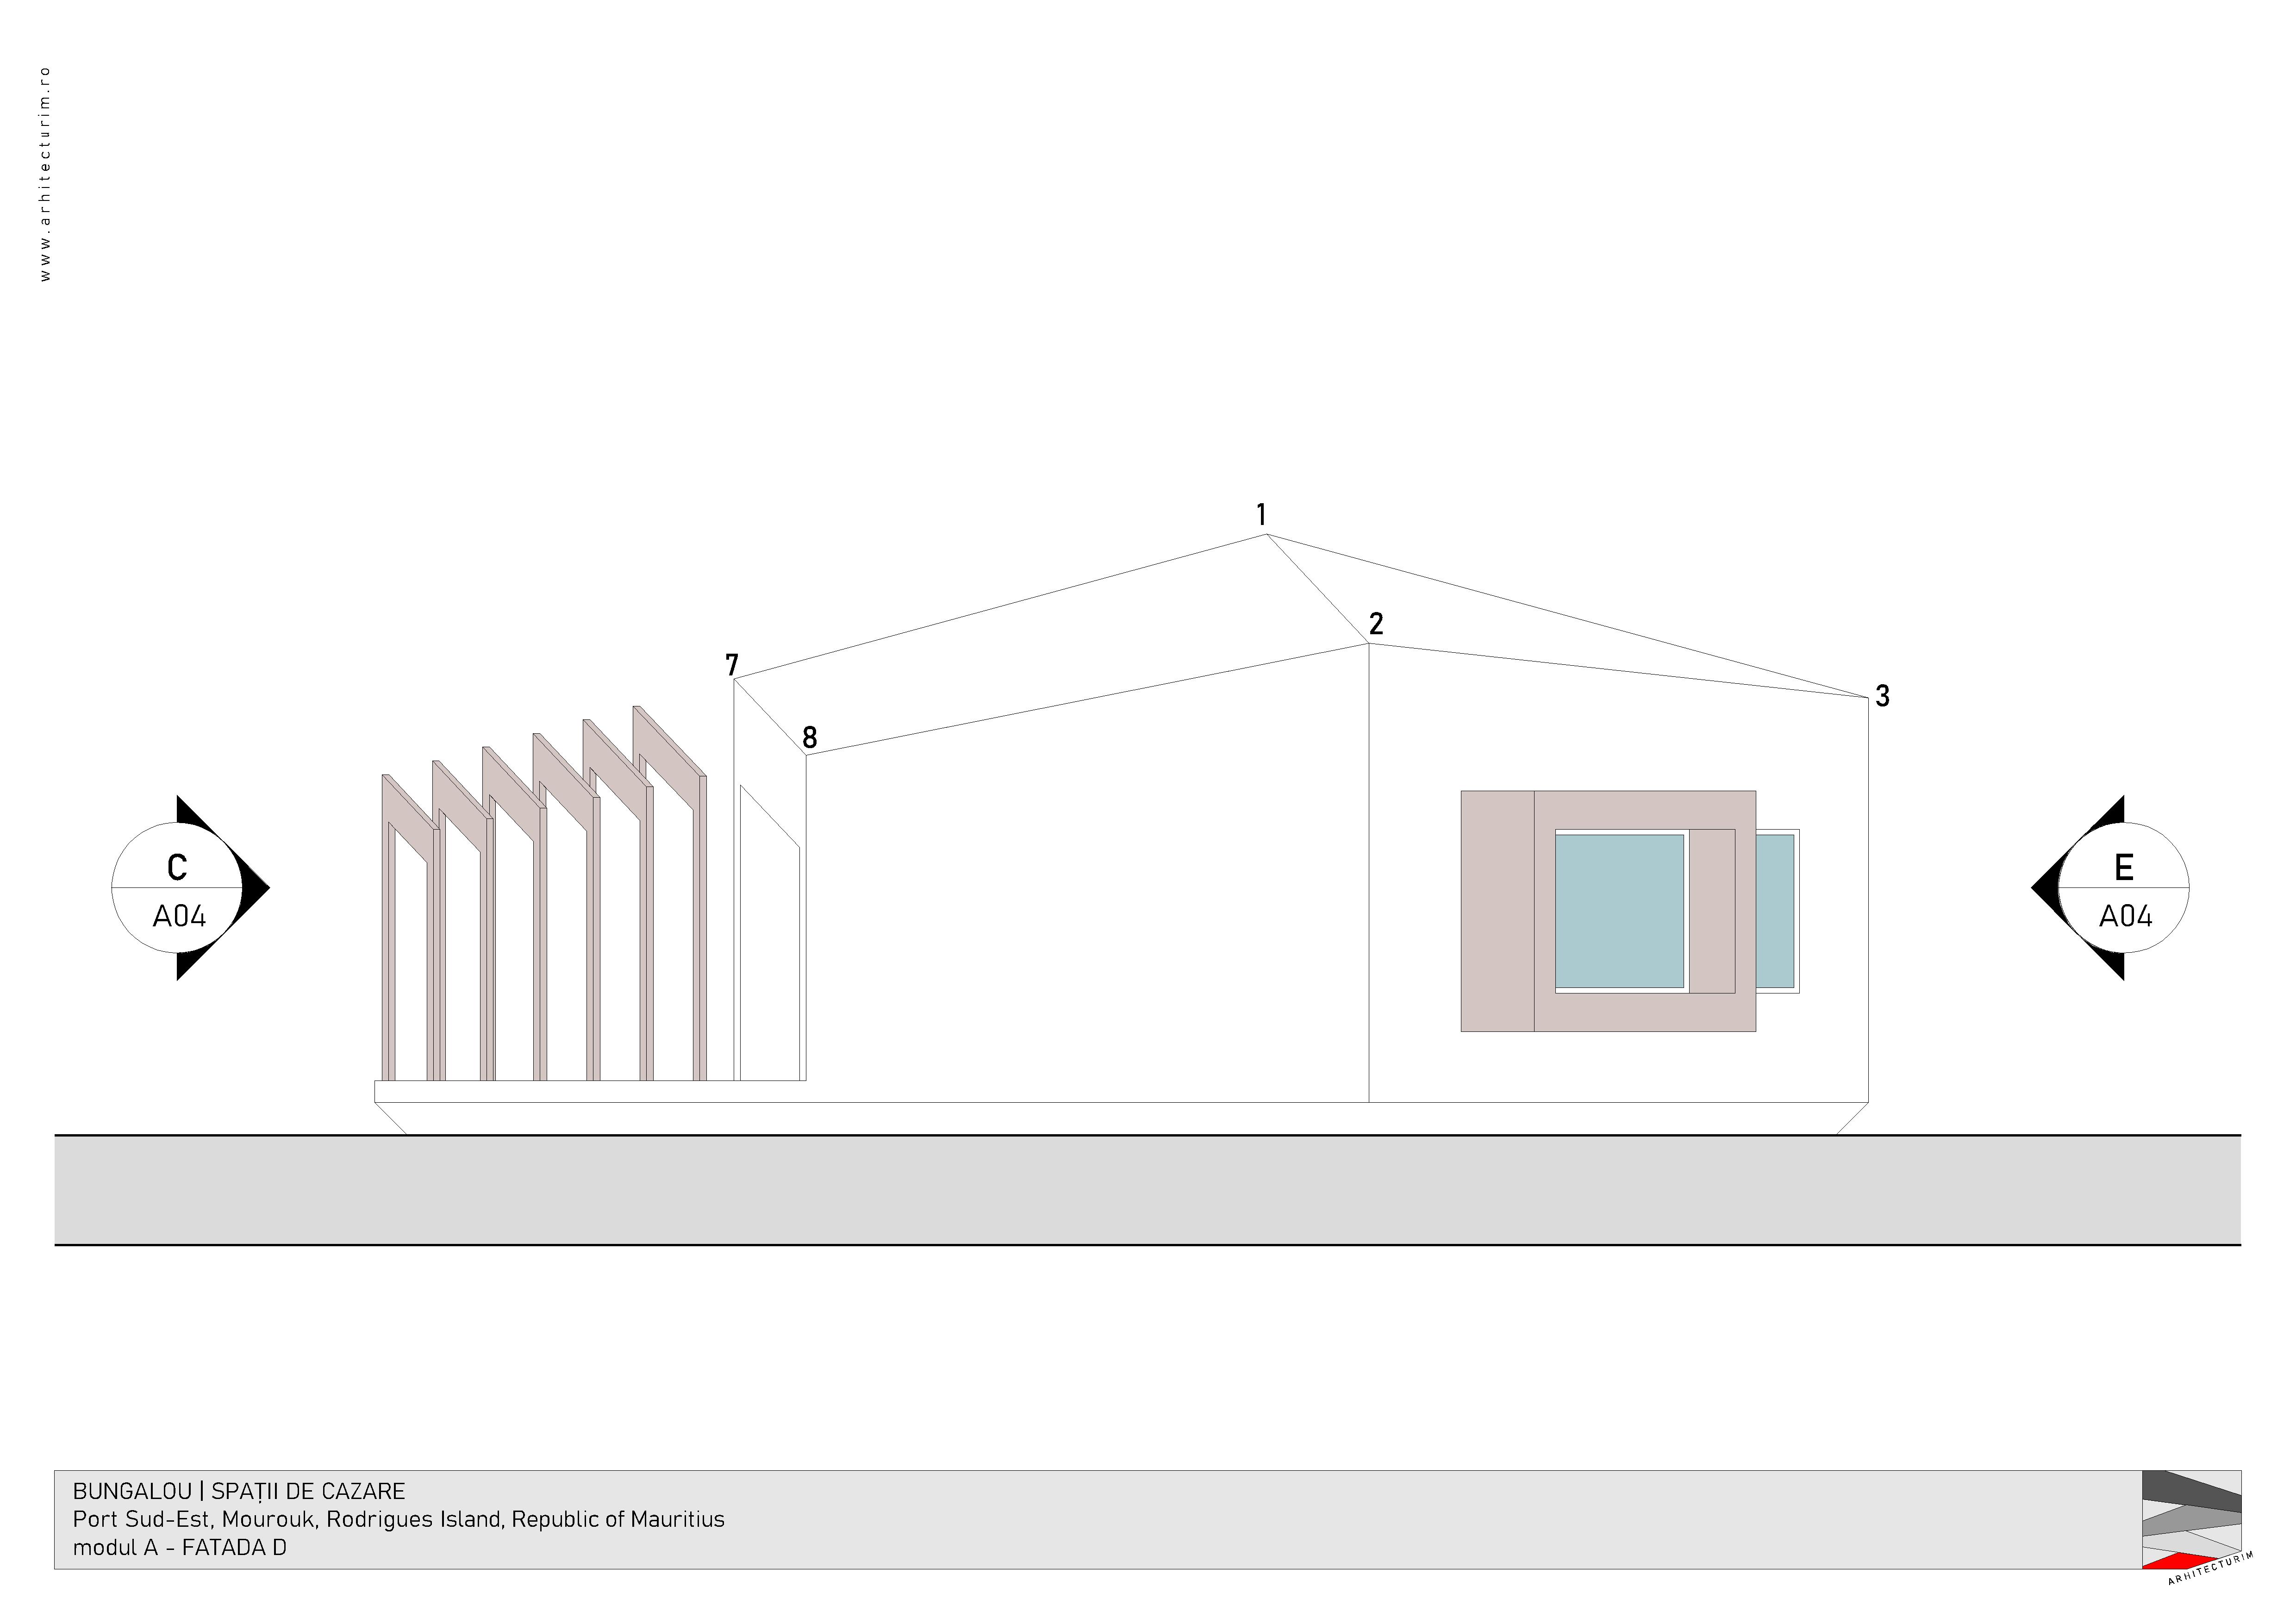 www.arhitecturim.ro
1
2
7
3
8
C
A04
E
A04
BUNGALOU | SPAȚII DE CAZARE
Port Sud-Est, Mourouk, Rodrigues Island, Republic of Mauritius
modul A - FATADA D
ARHITECTURIM